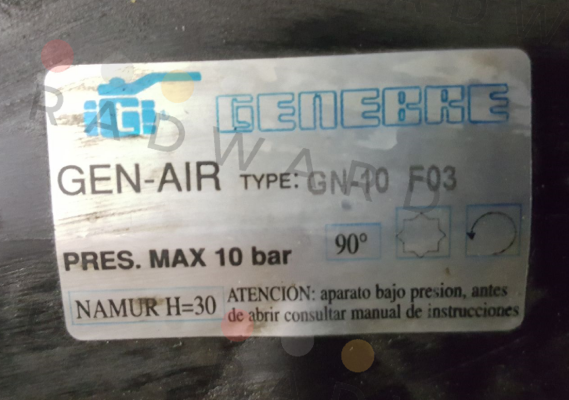 GENEBRE
GEN-AIR TYPE: GN-10 F03
PRES. MAX 10 bar
90°
NAMUR H=30
ATENCIÓN: aparato bajo presion, antes
de abrir consultar manual de instrucciones
RADWARD